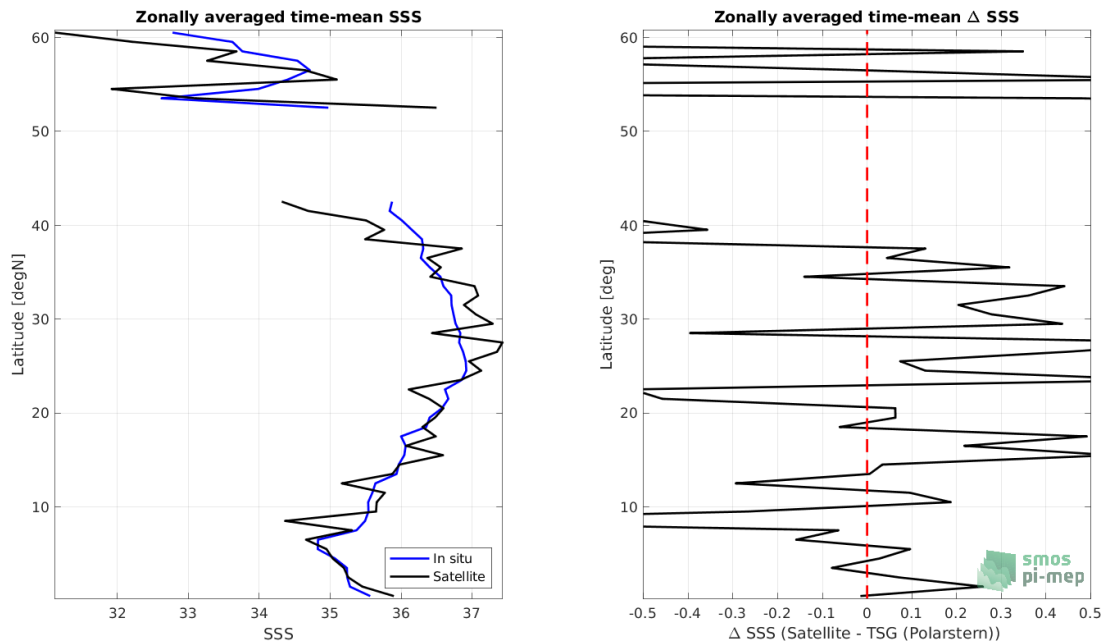 Zonally averaged time-mean SSS
60
50
40
30
20
10
Latitude [degN]
32 33 34 35 36 37
SSS
In situ
Satellite
Zonally averaged time-mean Δ SSS
60
50
40
30
20
10
Latitude [deg]
-0.5 -0.4 -0.3 -0.2 -0.1 0 0.1 0.2 0.3 0.4 0.5
Δ SSS (Satellite - TSG (Polarstern))
smos
pi-mep